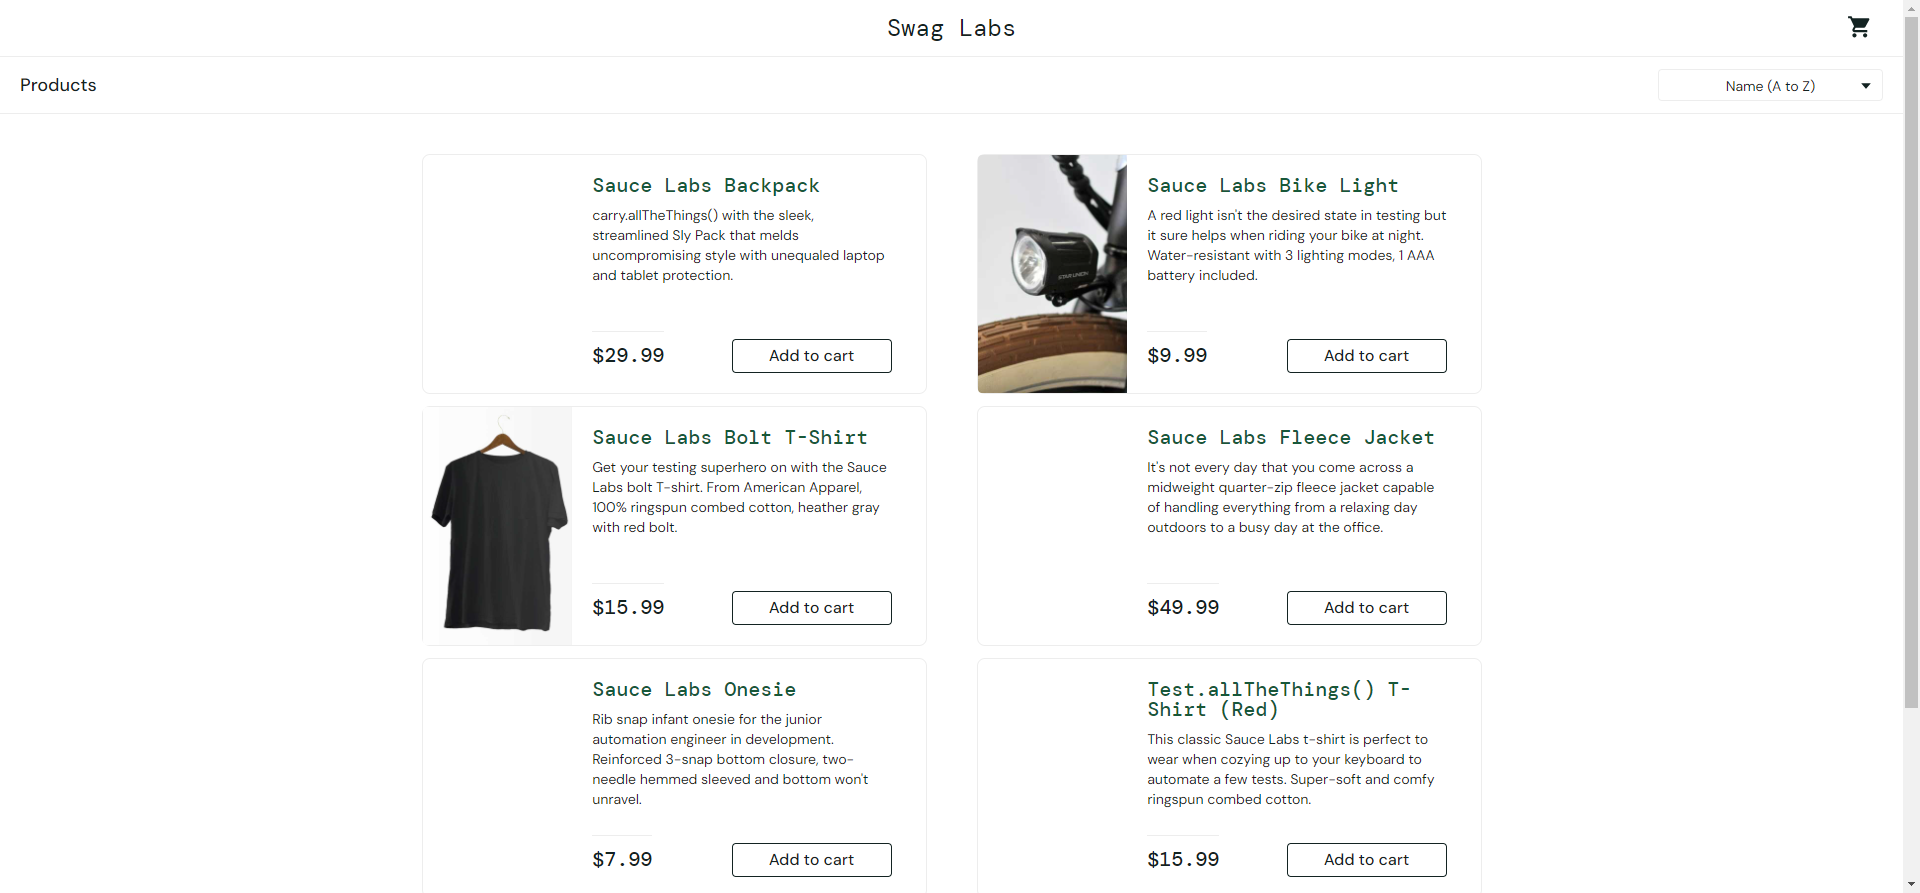 Swag Labs
Products
Name (A to Z)
Sauce Labs Backpack
carry.allTheThings() with the sleek,
streamlined Sly Pack that melds
uncompromising style with unequaled laptop
and tablet protection.
$29.99
Add to cart
Sauce Labs Bike Light
A red light isn't the desired state in testing but
it sure helps when riding your bike at night.
Water-resistant with 3 lighting modes, 1 AAA
battery included.
$9.99
Add to cart
STAR UNION
Sauce Labs Bolt T-Shirt
Get your testing superhero on with the Sauce
Labs bolt T-shirt. From American Apparel,
100% ringspun combed cotton, heather gray
with red bolt.
$15.99
Add to cart
Sauce Labs Fleece Jacket
It's not every day that you come across a
midweight quarter-zip fleece jacket capable
of handling everything from a relaxing day
outdoors to a busy day at the office.
$49.99
Add to cart
Sauce Labs Onesie
Rib snap infant onesie for the junior
automation engineer in development.
Reinforced 3-snap bottom closure, two-
needle hemmed sleeved and bottom won't
unravel.
$7.99
Add to cart
Test.allTheThings() T-
Shirt (Red)
This classic Sauce Labs t-shirt is perfect to
wear when cozying up to your keyboard to
automate a few tests. Super-soft and comfy
ringspun combed cotton.
$15.99
Add to cart